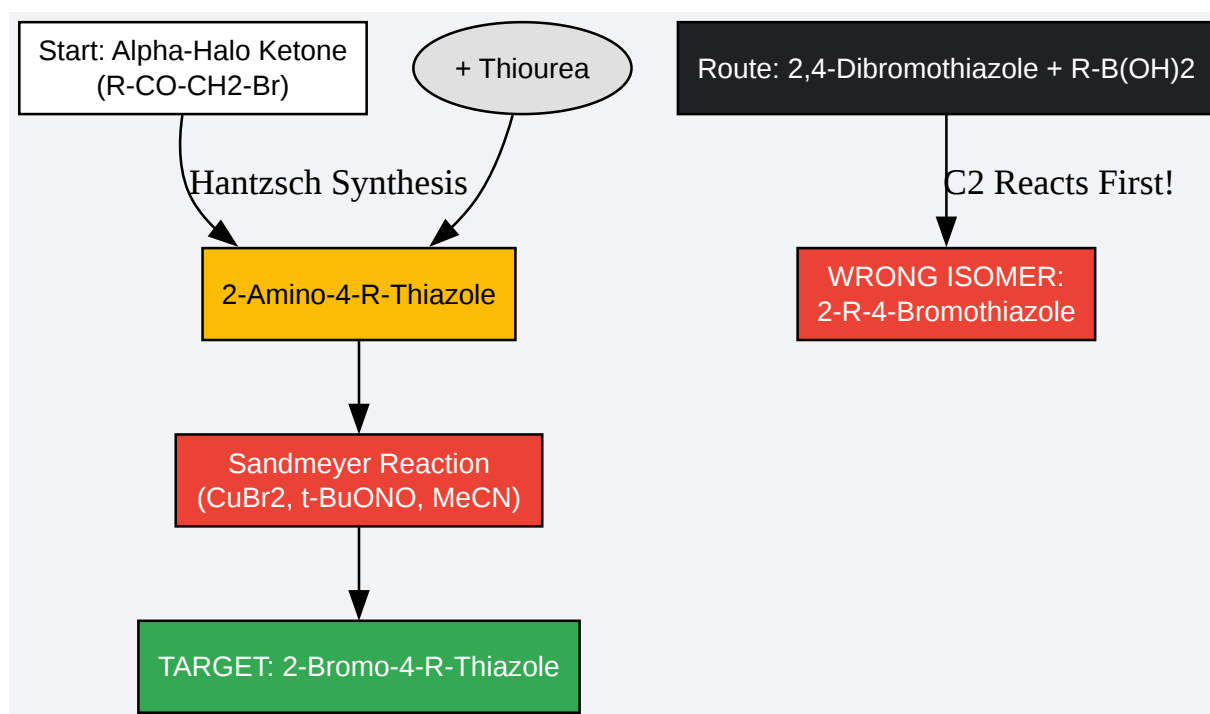 Start: Alpha-Halo Ketone
(R-CO-CH2-Br)
+ Thiourea
Route: 2,4-Dibromothiazole + R-B(OH)2
Hantzsch Synthesis
C2 Reacts First!
2-Amino-4-R-Thiazole
WRONG ISOMER:
2-R-4-Bromothiazole
Sandmeyer Reaction
(CuBr2, t-BuONO, MeCN)
TARGET: 2-Bromo-4-R-Thiazole